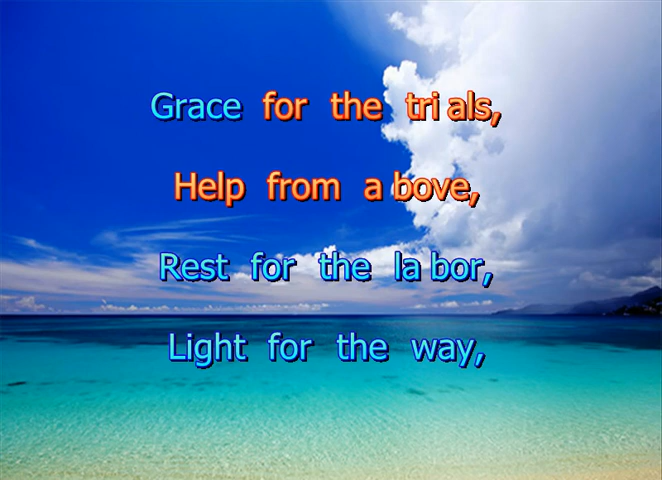 Grace for the tri als,
Help from a bove,
Rest for the la bor,
Light for the way,